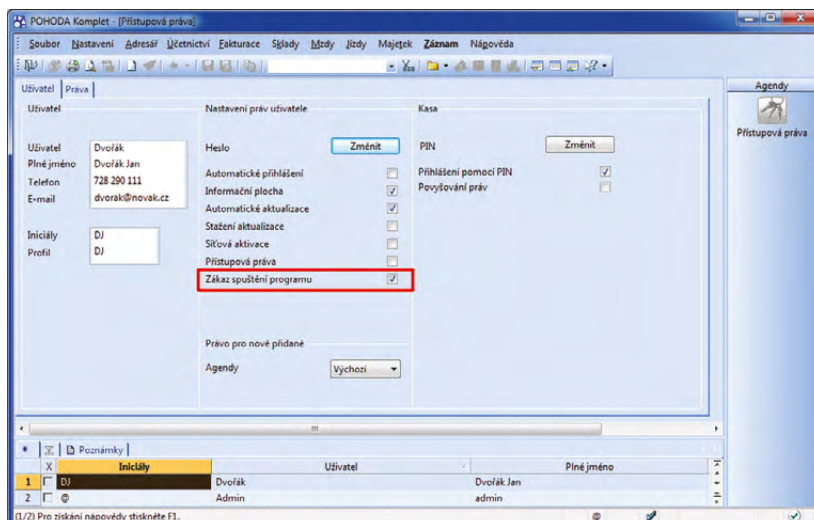 POHODA Komplet - [Přístupová práva]
Soubor Nastavení Adresář Účetnictví Fakturace Sklady Mzdy Jízdy Majetek Záznam Nápověda
Uživatel Práva
Agendy
Přístupová práva
Uživatel
Uživatel Dvořák
Plné jméno Dvořák Jan
Telefon 728 290 111
E-mail dvorak@novak.cz
Iniciály DJ
Profil DJ
Nastavení práv uživatele
Heslo Změnit
Automatické přihlášení
Informační plocha
Automatické aktualizace
Stažení aktualizace
Síťová aktivace
Přístupová práva
Zákaz spuštění programu
Právo pro nově přidané
Agendy Výchozí
Kasa
PIN Změnit
Přihlášení pomocí PIN
Povyšování práv
Poznámky
X Iniciály Uživatel Plné jméno
1 DJ Dvořák Dvořák Jan
2 @ Admin admin
(1/2) Pro získání nápovědy stiskněte F1. @